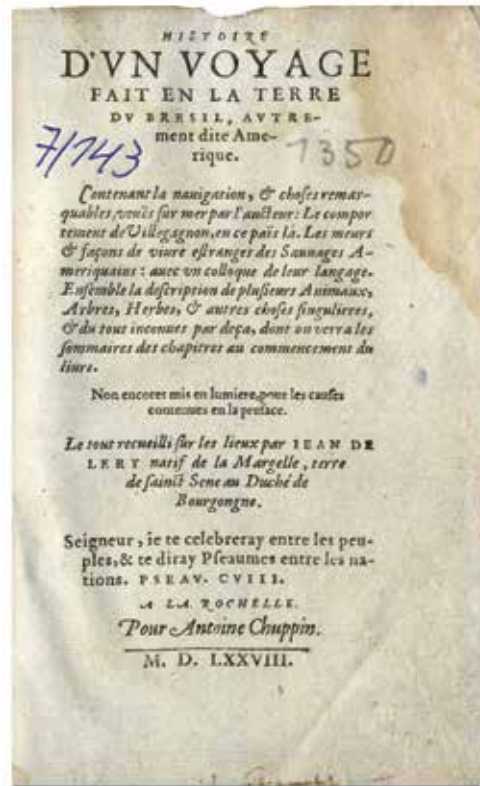 HISTOIRE
D'VN VOYAGE
FAIT EN LA TERRE
DV BRESIL, AVTRE-
ment dite Ame-
rique.
7/143
1350
Contenant la nauigation, & choses remar-
quables, veuës sur mer par l'aucteur: Le compor
tement de Villegagnon, en ce païs là. Les meurs
& façons de viure estranges des Sauuages A-
meriquains: auec vn colloque de leur langage.
Ensemble la description de plusieurs Animaux,
Arbres, Herbes, & autres choses singulieres,
& du tout inconues par deça, dont on verra les
sommaires des chapitres au commencement du
liure.
Non encores mis en lumiere, pour les causes
contenues en la preface.
Le tout recueilli sur les lieux par IEAN DE
LERY natif de la Margelle, terre
de sainct Sene au Duché de
Bourgongne.
Seigneur, ie te celebreray entre les peu-
ples, & te diray Pseaumes entre les na-
tions. PSEAV. CVIII.
A LA ROCHELLE.
Pour Antoine Chuppin.
M. D. LXXVIII.